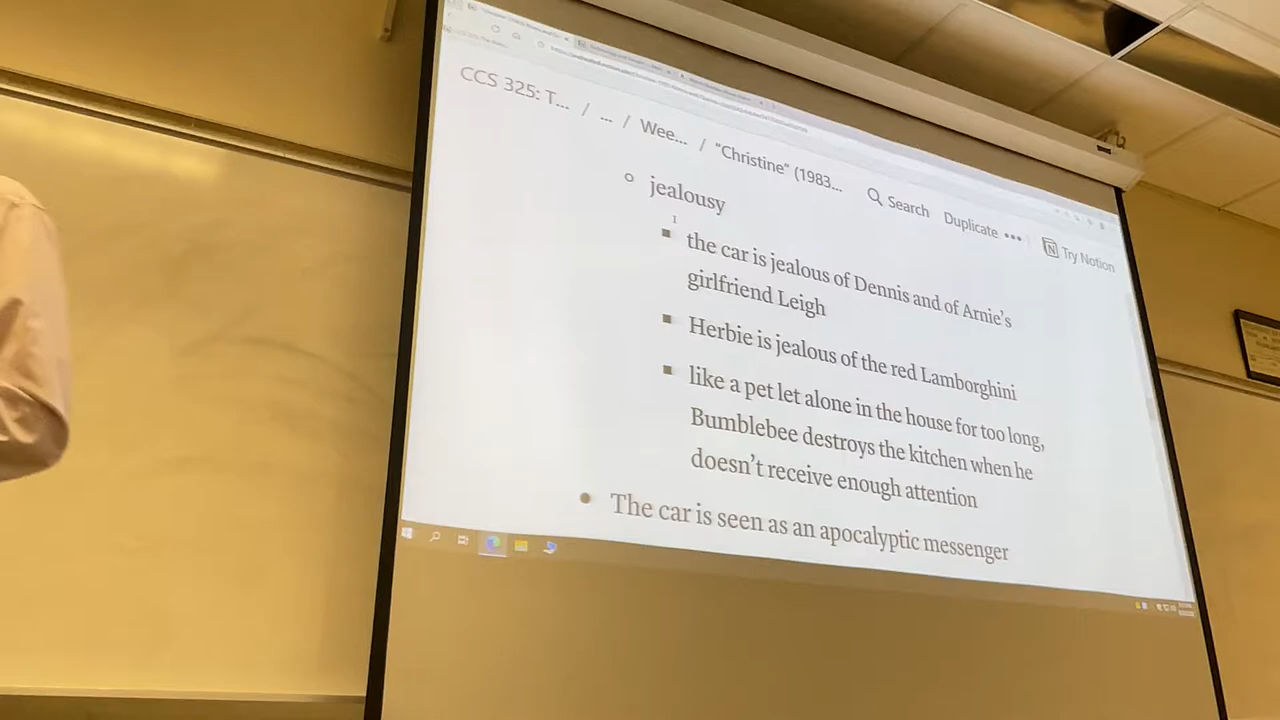 CCS 325: T... / ... / Wee... / "Christine" (1983...
Search Duplicate ••• Try Notion
jealousy
the car is jealous of Dennis and of Arnie's
girlfriend Leigh
Herbie is jealous of the red Lamborghini
like a pet let alone in the house for too long,
Bumblebee destroys the kitchen when he
doesn't receive enough attention
The car is seen as an apocalyptic messenger